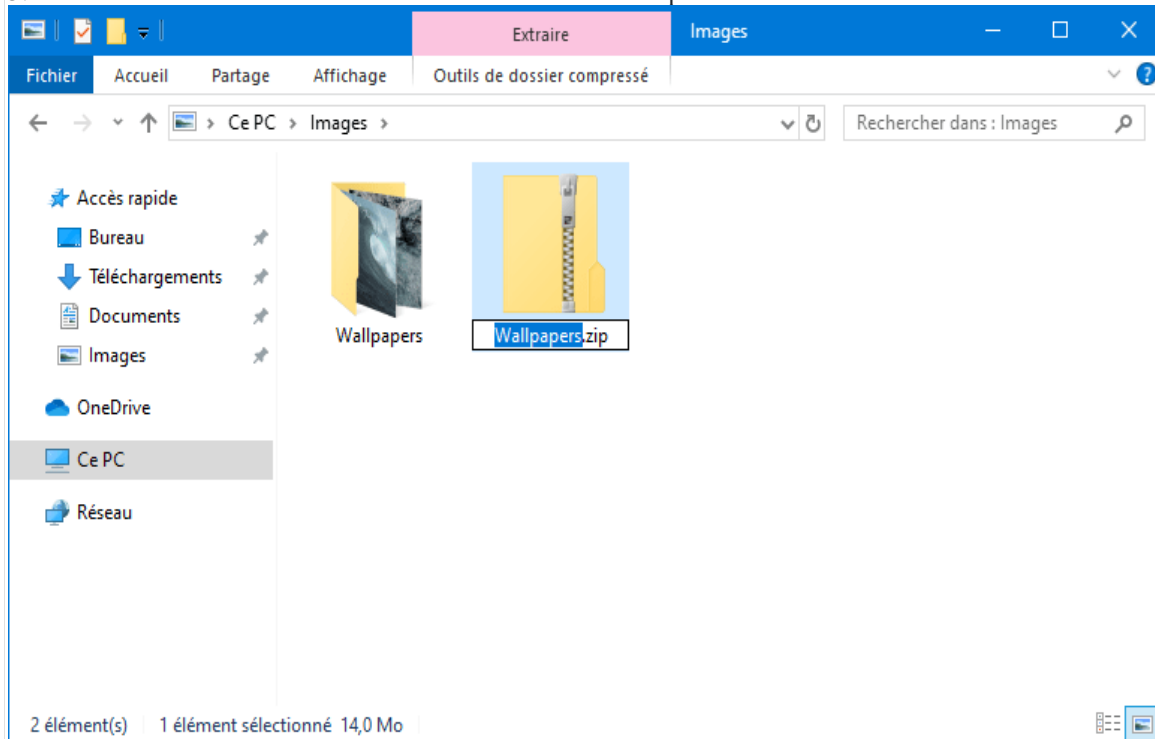 Extraire
Images
Fichier Accueil Partage Affichage Outils de dossier compressé
Ce PC Images
Rechercher dans : Images
Accès rapide
Bureau
Téléchargements
Documents
Images
OneDrive
Ce PC
Réseau
Wallpapers
Wallpapers.zip
2 élément(s) 1 élément sélectionné 14,0 Mo